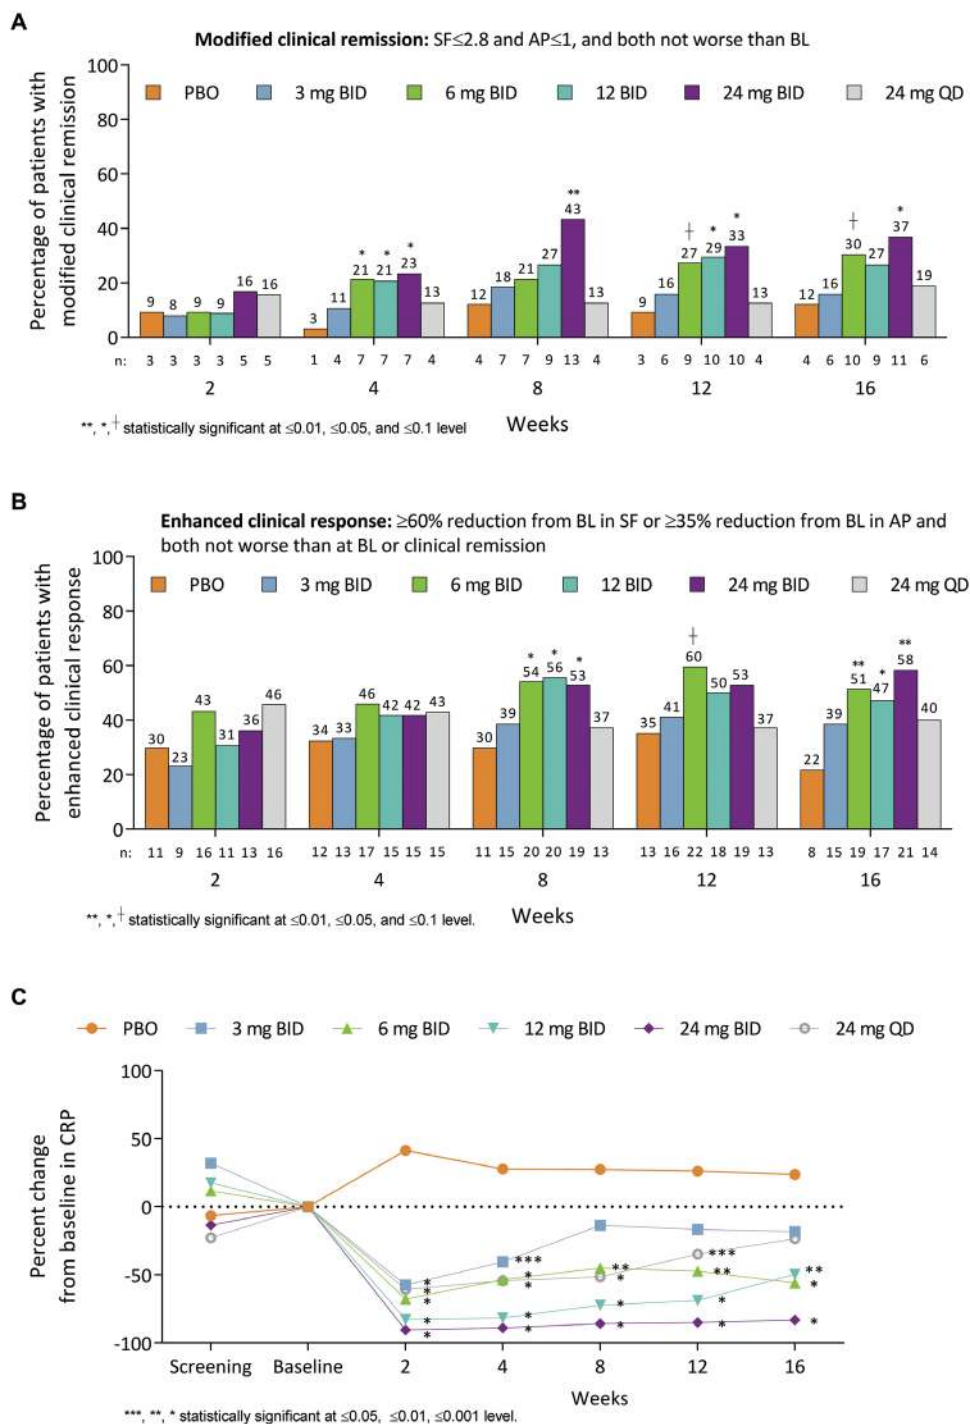 A
Modified clinical remission: SF≤2.8 and AP≤1, and both not worse than BL
Percentage of patients with
modified clinical remission
100
80
60
40
20
0
PBO 3 mg BID 6 mg BID 12 BID 24 mg BID 24 mg QD
9 8 9 9 16 16
3 11 * 21 * 21 * 23 13
12 18 21 27 ** 43 13
9 16 † 27 * 29 * 33 13
12 16 † 30 27 * 37 19
n: 3 3 3 3 5 5 1 4 7 7 7 4 4 7 7 9 13 4 3 6 9 10 10 4 4 6 10 9 11 6
2 4 8 12 16
**, *, † statistically significant at ≤0.01, ≤0.05, and ≤0.1 level
Weeks
B
Enhanced clinical response: ≥60% reduction from BL in SF or ≥35% reduction from BL in AP and
both not worse than at BL or clinical remission
Percentage of patients with
enhanced clinical response
100
80
60
40
20
0
PBO 3 mg BID 6 mg BID 12 BID 24 mg BID 24 mg QD
30 23 43 31 36 46
34 33 46 42 42 43
30 39 * 54 * 56 * 53 37
35 41 † 60 50 53 37
22 39 ** 51 * 47 ** 58 40
n: 11 9 16 11 13 16 12 13 17 15 15 15 11 15 20 20 19 13 13 16 22 18 19 13 8 15 19 17 21 14
2 4 8 12 16
**, *, † statistically significant at ≤0.01, ≤0.05, and ≤0.1 level.
Weeks
C
PBO 3 mg BID 6 mg BID 12 mg BID 24 mg BID 24 mg QD
Percent change
from baseline in CRP
100
50
0
-50
-100
* * * * *
*** * * * *
** * * *
*** ** * *
** * *
Screening Baseline 2 4 8 12 16
Weeks
***, **, * statistically significant at ≤0.05, ≤0.01, ≤0.001 level.